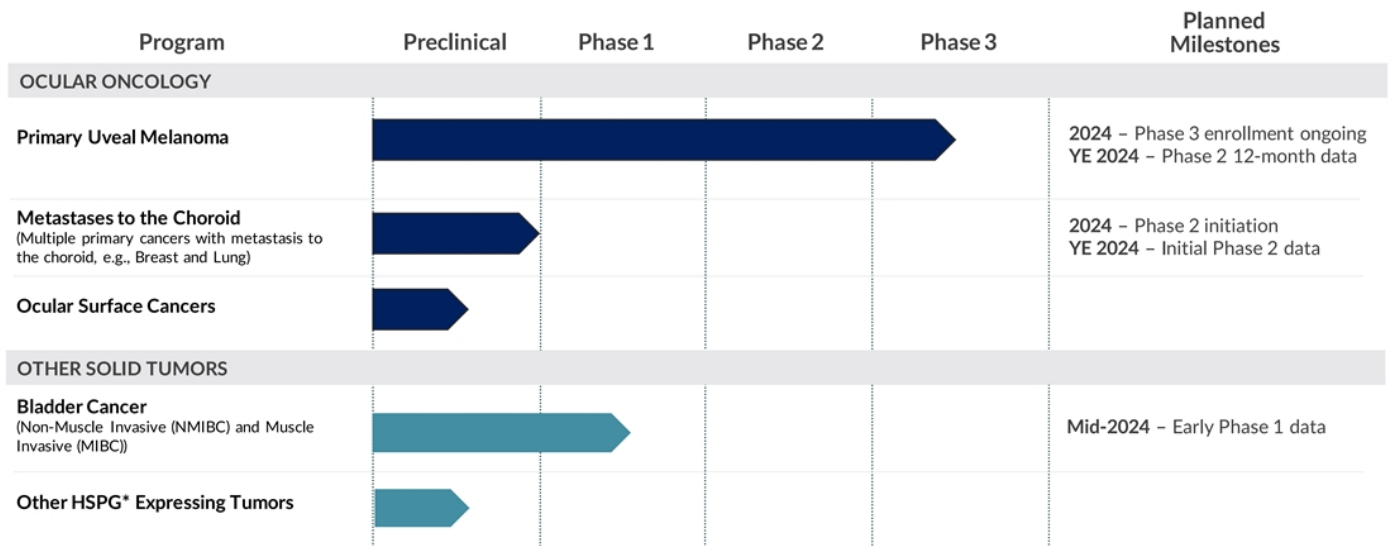 Program
Preclinical
Phase 1
Phase 2
Phase 3
Planned
Milestones
OCULAR ONCOLOGY
Primary Uveal Melanoma
2024 – Phase 3 enrollment ongoing
YE 2024 – Phase 2 12-month data
Metastases to the Choroid
(Multiple primary cancers with metastasis to
the choroid, e.g., Breast and Lung)
2024 – Phase 2 initiation
YE 2024 – Initial Phase 2 data
Ocular Surface Cancers
OTHER SOLID TUMORS
Bladder Cancer
(Non-Muscle Invasive (NMIBC) and Muscle
Invasive (MIBC))
Mid-2024 – Early Phase 1 data
Other HSPG* Expressing Tumors